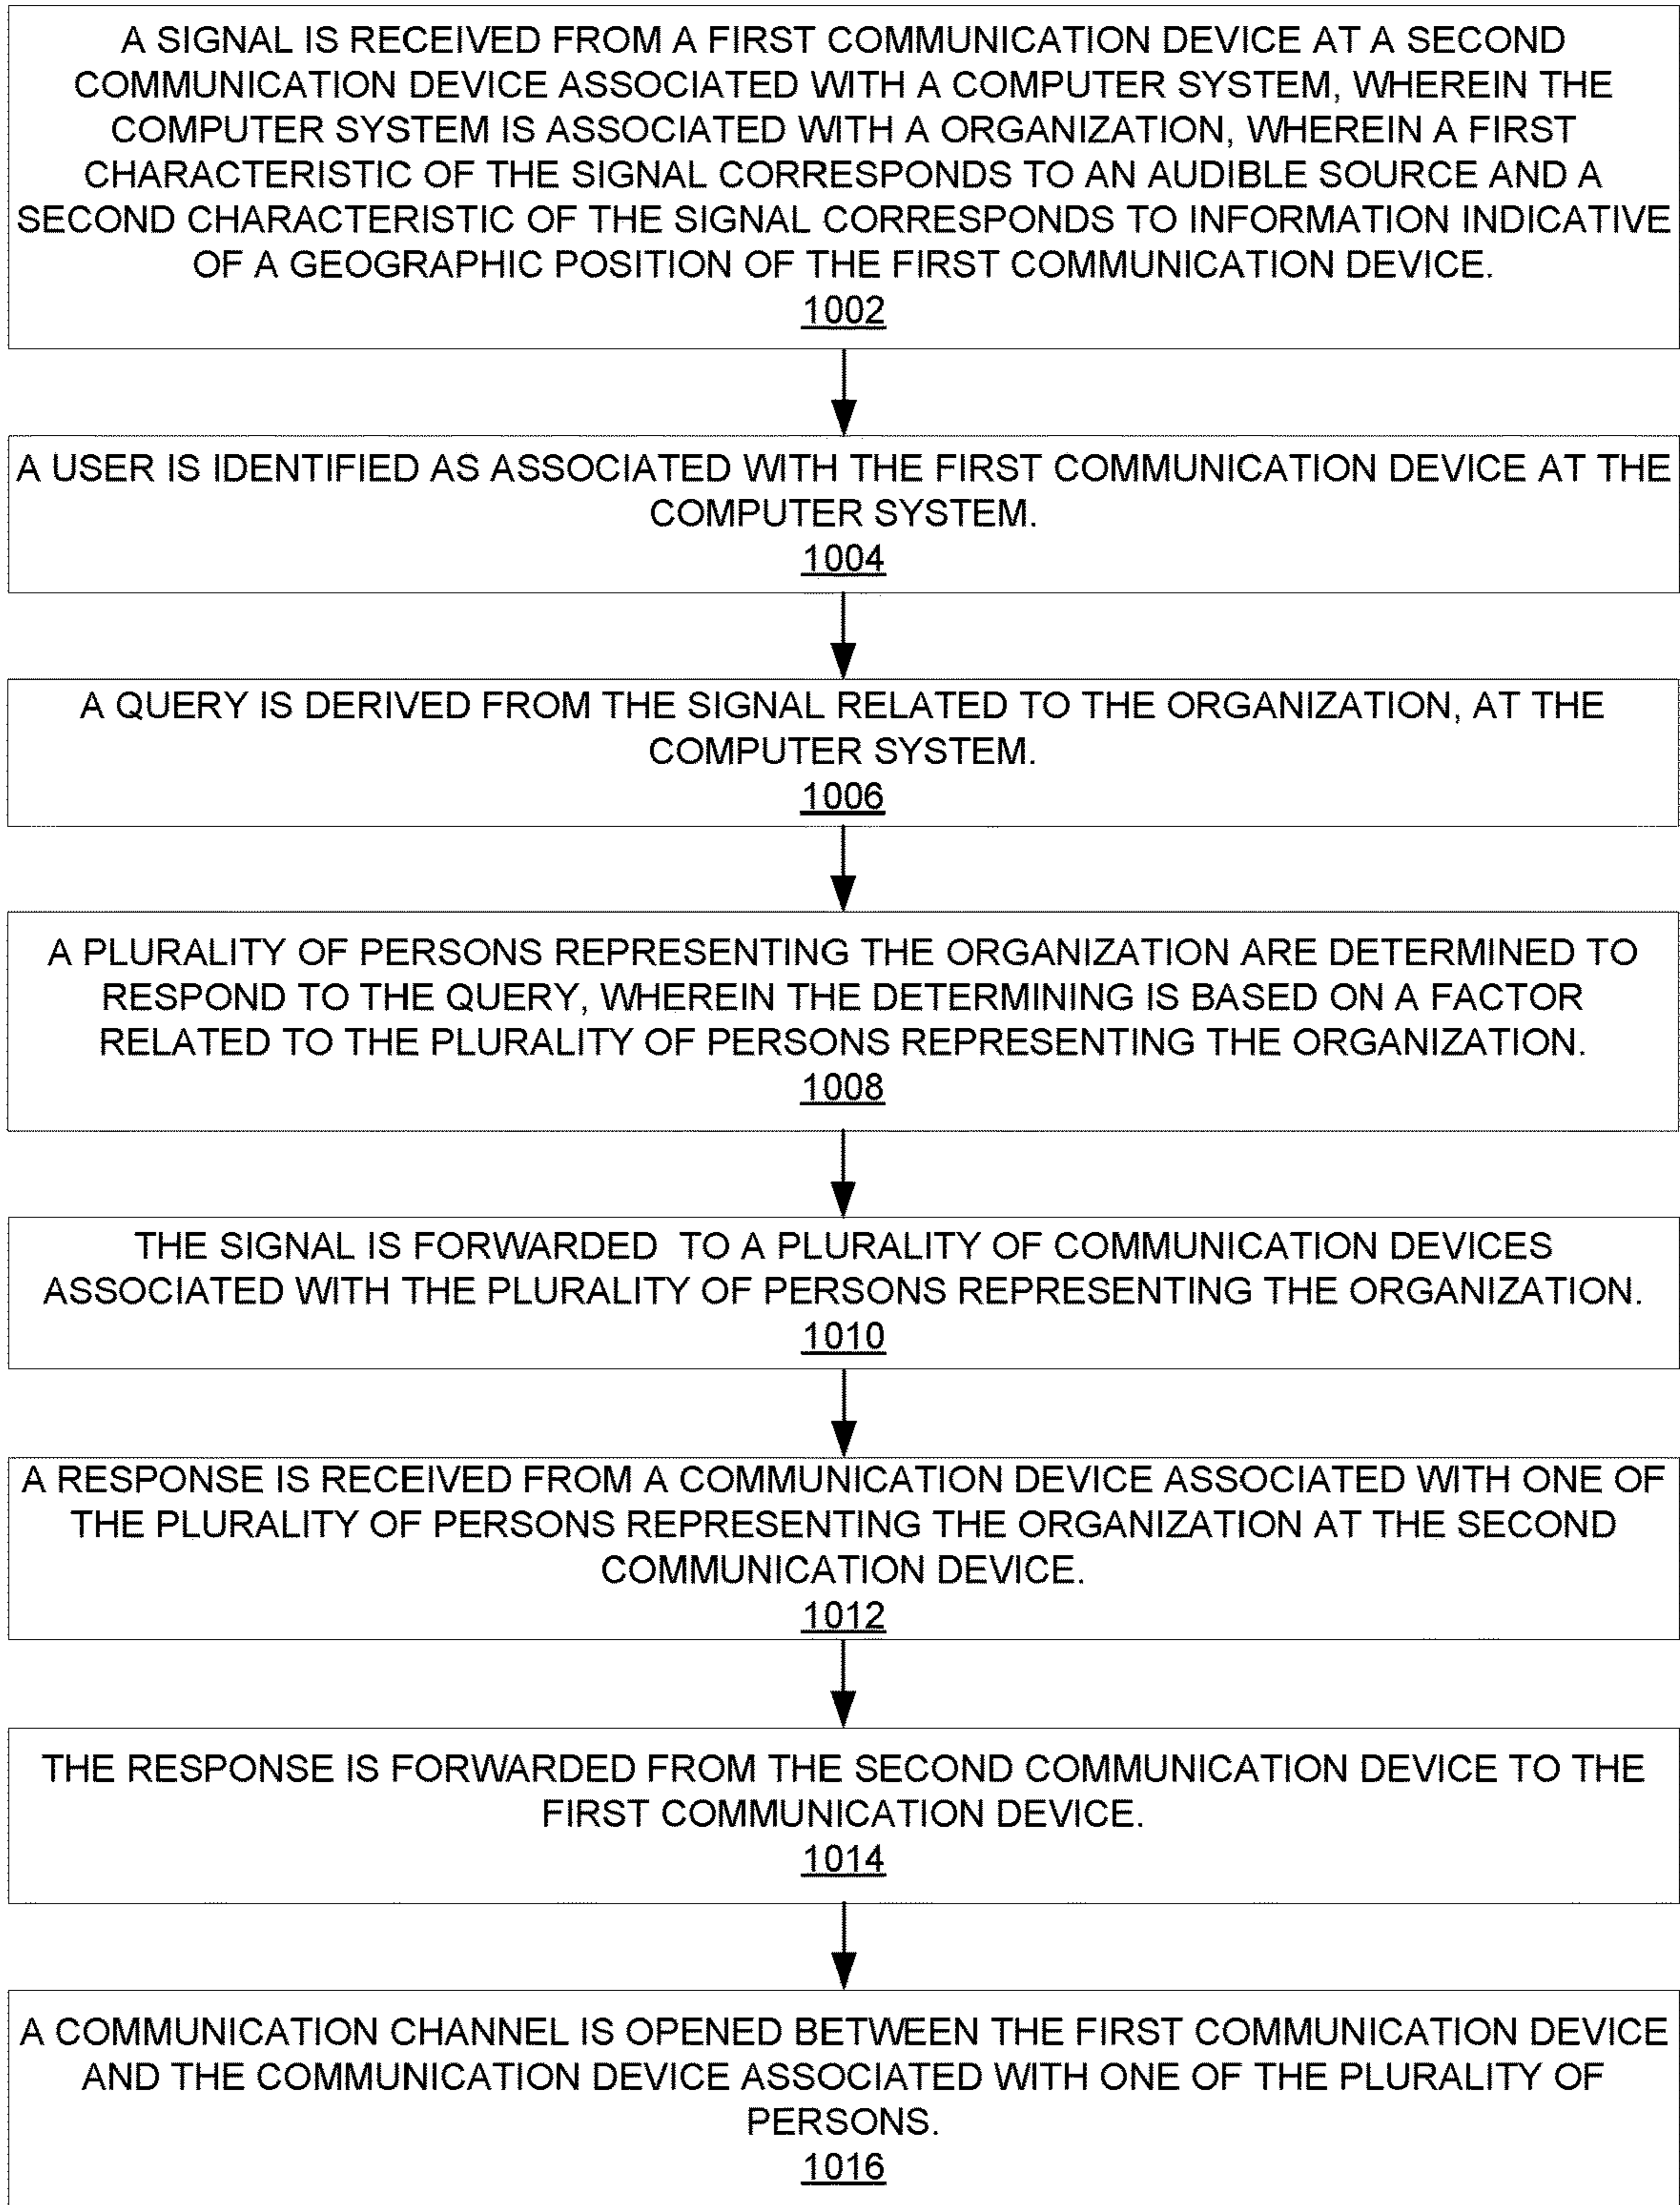 A SIGNAL IS RECEIVED FROM A FIRST COMMUNICATION DEVICE AT A SECOND
COMMUNICATION DEVICE ASSOCIATED WITH A COMPUTER SYSTEM, WHEREIN THE
COMPUTER SYSTEM IS ASSOCIATED WITH A ORGANIZATION, WHEREIN A FIRST
CHARACTERISTIC OF THE SIGNAL CORRESPONDS TO AN AUDIBLE SOURCE AND A
SECOND CHARACTERISTIC OF THE SIGNAL CORRESPONDS TO INFORMATION INDICATIVE
OF A GEOGRAPHIC POSITION OF THE FIRST COMMUNICATION DEVICE.
1002
A USER IS IDENTIFIED AS ASSOCIATED WITH THE FIRST COMMUNICATION DEVICE AT THE
COMPUTER SYSTEM.
1004
A QUERY IS DERIVED FROM THE SIGNAL RELATED TO THE ORGANIZATION, AT THE
COMPUTER SYSTEM.
1006
A PLURALITY OF PERSONS REPRESENTING THE ORGANIZATION ARE DETERMINED TO
RESPOND TO THE QUERY, WHEREIN THE DETERMINING IS BASED ON A FACTOR
RELATED TO THE PLURALITY OF PERSONS REPRESENTING THE ORGANIZATION.
1008
THE SIGNAL IS FORWARDED TO A PLURALITY OF COMMUNICATION DEVICES
ASSOCIATED WITH THE PLURALITY OF PERSONS REPRESENTING THE ORGANIZATION.
1010
A RESPONSE IS RECEIVED FROM A COMMUNICATION DEVICE ASSOCIATED WITH ONE OF
THE PLURALITY OF PERSONS REPRESENTING THE ORGANIZATION AT THE SECOND
COMMUNICATION DEVICE.
1012
THE RESPONSE IS FORWARDED FROM THE SECOND COMMUNICATION DEVICE TO THE
FIRST COMMUNICATION DEVICE.
1014
A COMMUNICATION CHANNEL IS OPENED BETWEEN THE FIRST COMMUNICATION DEVICE
AND THE COMMUNICATION DEVICE ASSOCIATED WITH ONE OF THE PLURALITY OF
PERSONS.
1016